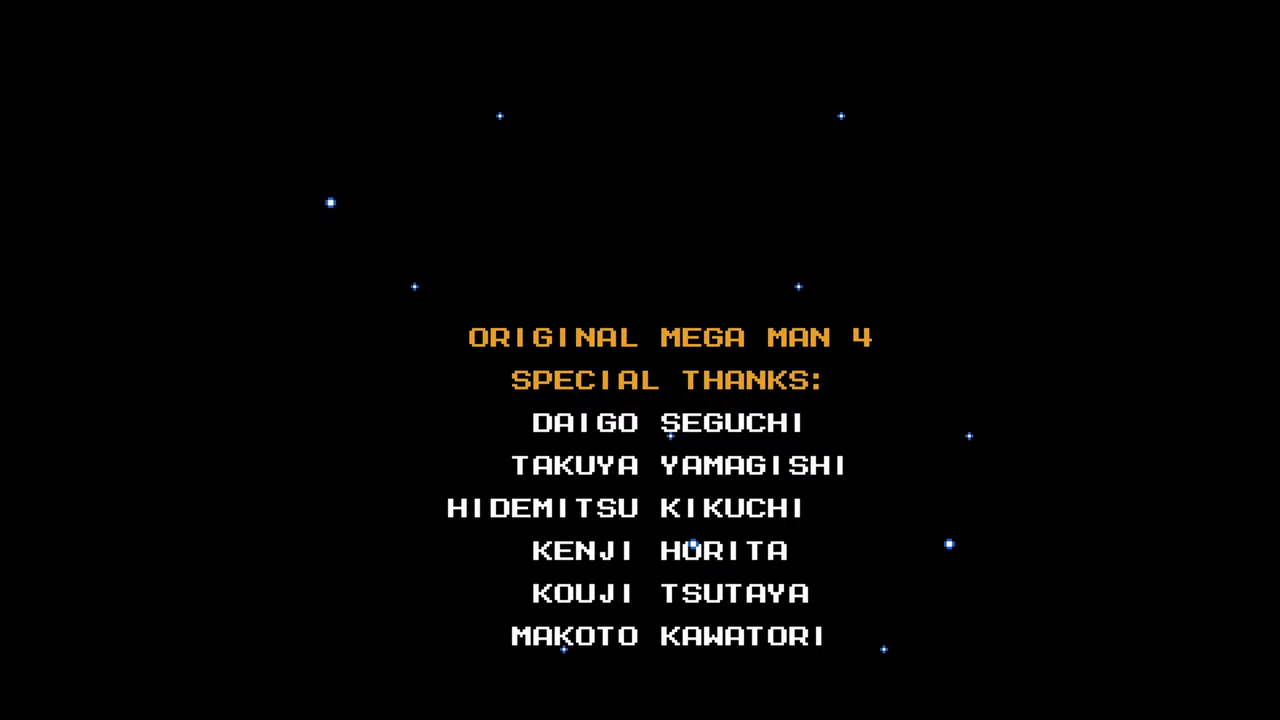 ORIGINAL MEGA MAN 4
SPECIAL THANKS:
DAIGO SEGUCHI
TAKUYA YAMAGISHI
HIDEMITSU KIKUCHI
KENJI HORITA
KOUJI TSUTAYA
MAKOTO KAWATORI